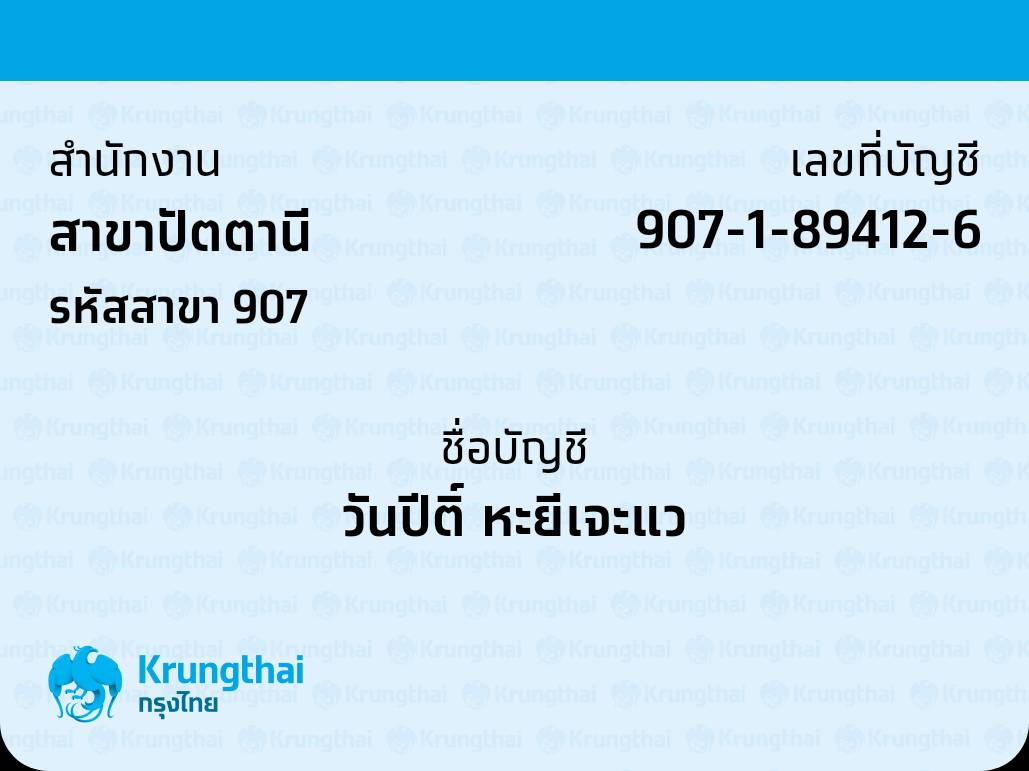 สำนักงาน
เลขที่บัญชี
สาขาปัตตานี
907-1-89412-6
รหัสสาขา 907
ชื่อบัญชี
วันปีติ์ หะยีเจะแว
Krungthai
กรุงไทย